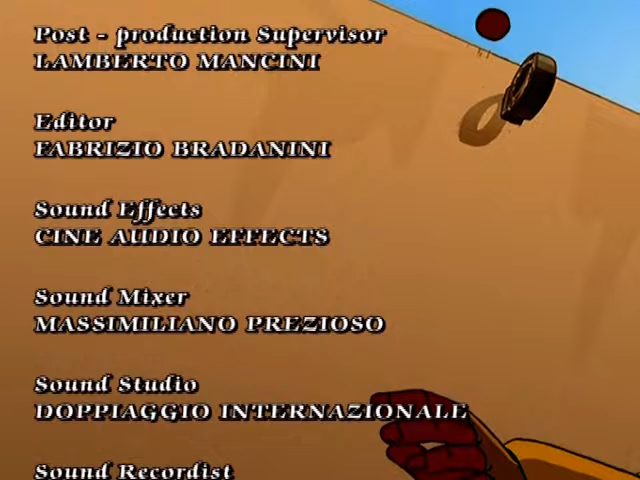 Post - production Supervisor
LAMBERTO MANCINI
Editor
FABRIZIO BRADANINI
Sound Effects
CINE AUDIO EFFECTS
Sound Mixer
MASSIMILIANO PREZIOSO
Sound Studio
DOPPIAGGIO INTERNAZIONALE
Sound Recordist